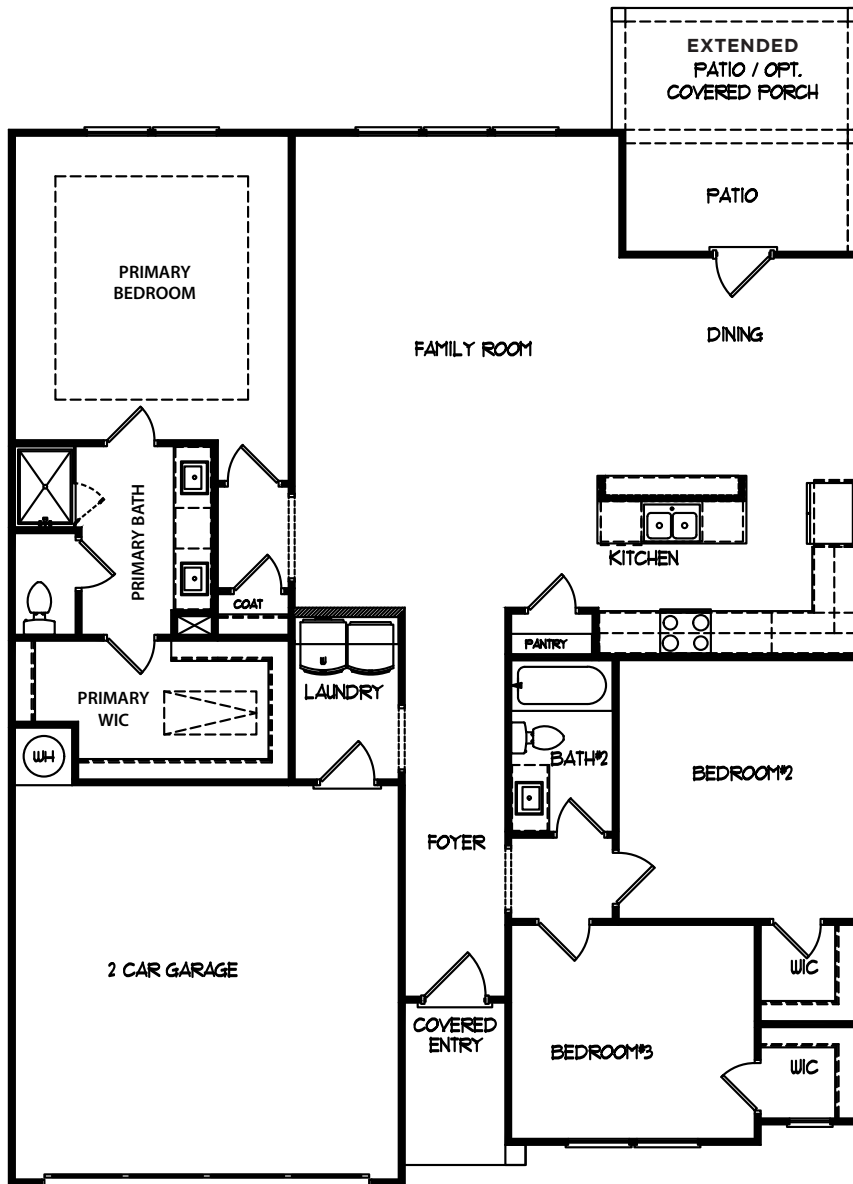 EXTENDED
PATIO / OPT.
COVERED PORCH
PATIO
PRIMARY
BEDROOM
DINING
FAMILY ROOM
PRIMARY BATH
KITCHEN
COAT
PANTRY
LAUNDRY
PRIMARY
WIC
WH
BATH#2
BEDROOM#2
FOYER
2 CAR GARAGE
WIC
COVERED
ENTRY
BEDROOM#3
WIC